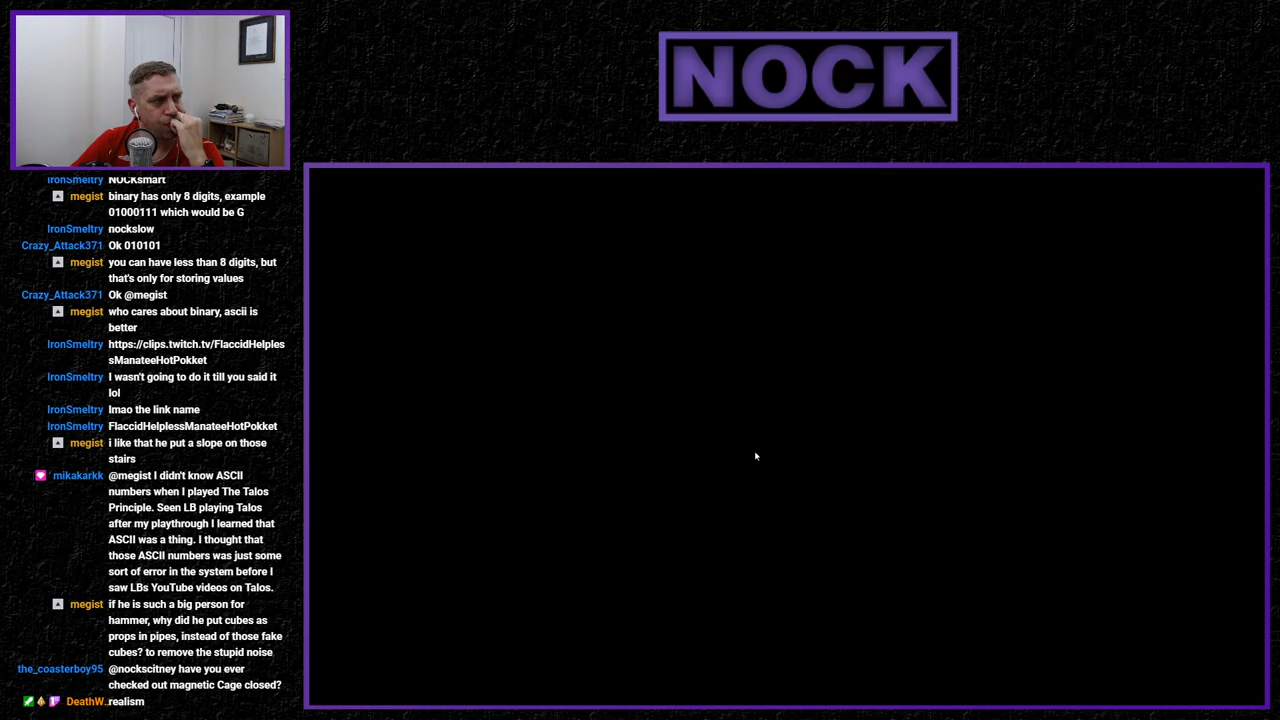 NOCK
IronSmeltry NOCKsmart
megist binary has only 8 digits, example
01000111 which would be G
IronSmeltry nockslow
Crazy_Attack371 Ok 010101
megist you can have less than 8 digits, but
that's only for storing values
Crazy_Attack371 Ok @megist
megist who cares about binary, ascii is
better
IronSmeltry https://clips.twitch.tv/FlaccidHelples
sManateeHotPokket
IronSmeltry I wasn't going to do it till you said it
lol
IronSmeltry lmao the link name
IronSmeltry FlaccidHelplessManateeHotPokket
megist i like that he put a slope on those
stairs
mikakarkk @megist I didn't know ASCII
numbers when I played The Talos
Principle. Seen LB playing Talos
after my playthrough I learned that
ASCII was a thing. I thought that
those ASCII numbers was just some
sort of error in the system before I
saw LBs YouTube videos on Talos.
megist if he is such a big person for
hammer, why did he put cubes as
props in pipes, instead of those fake
cubes? to remove the stupid noise
the_coasterboy95 @nockscitney have you ever
checked out magnetic Cage closed?
DeathW... realism